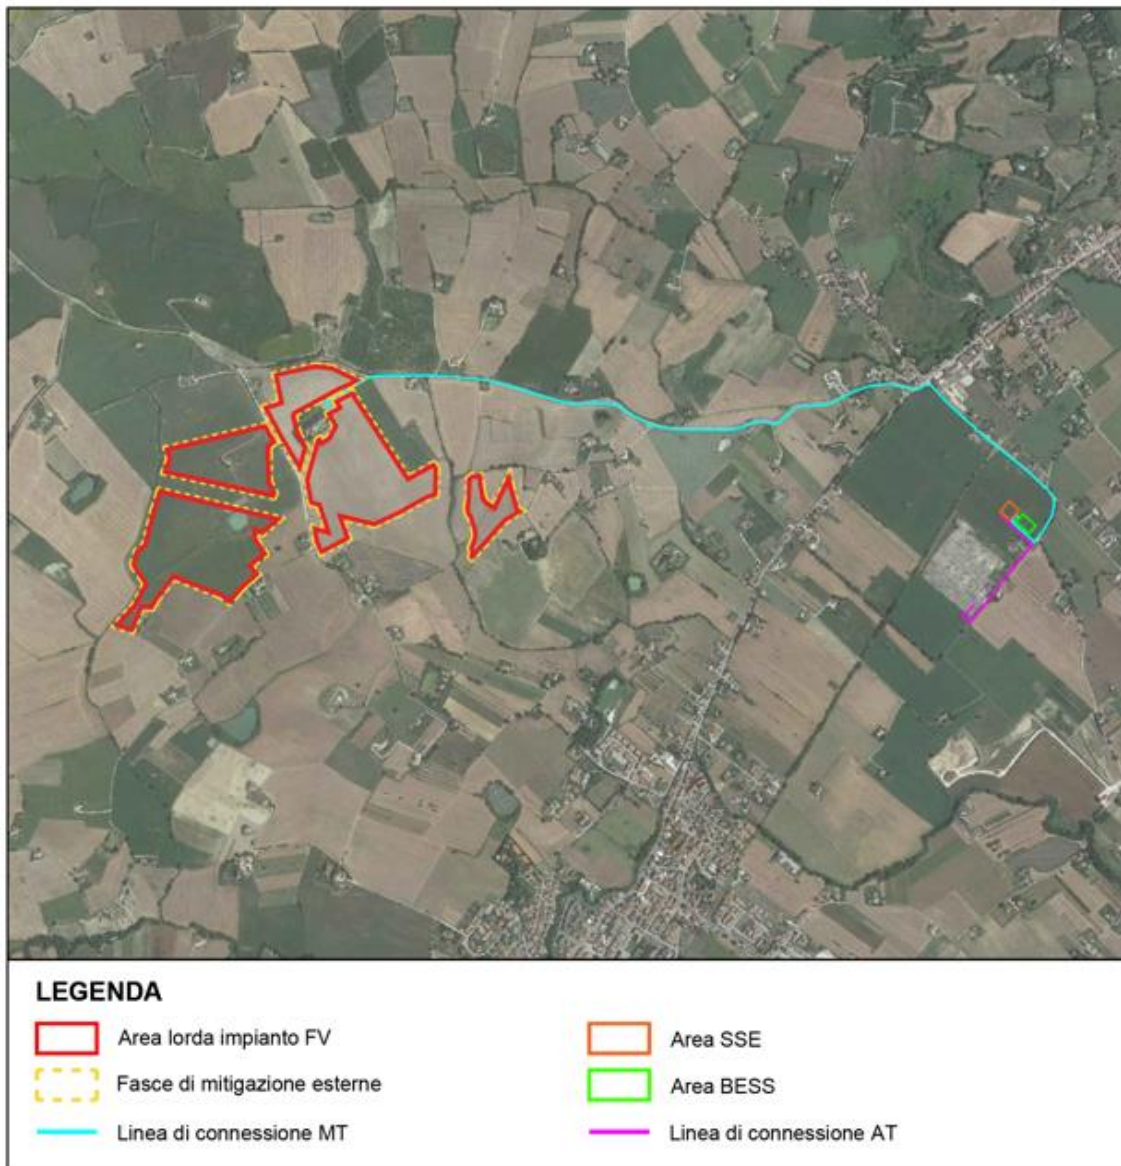 LEGENDA
Area lorda impianto FV
Fasce di mitigazione esterne
Linea di connessione MT
Area SSE
Area BESS
Linea di connessione AT